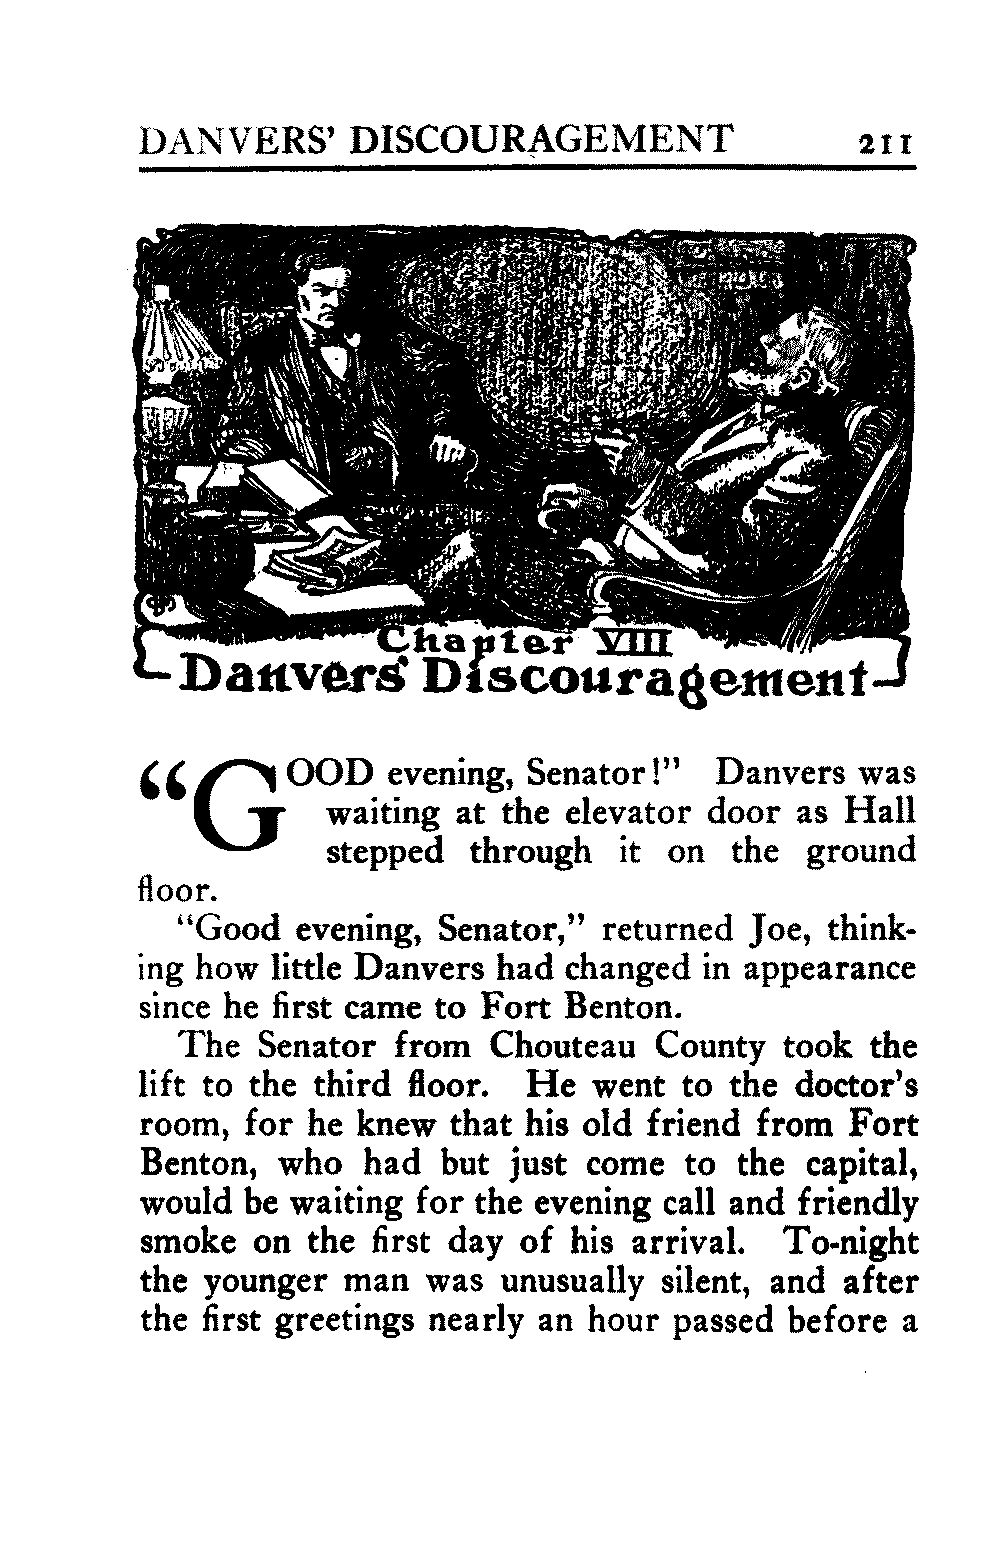 DANVERS' DISCOURAGEMENT 211
Chapter VIII
Danvers' Discouragement
"GOOD evening, Senator!" Danvers was
waiting at the elevator door as Hall
stepped through it on the ground
floor.
"Good evening, Senator," returned Joe, think-
ing how little Danvers had changed in appearance
since he first came to Fort Benton.
The Senator from Chouteau County took the
lift to the third floor. He went to the doctor's
room, for he knew that his old friend from Fort
Benton, who had but just come to the capital,
would be waiting for the evening call and friendly
smoke on the first day of his arrival. To-night
the younger man was unusually silent, and after
the first greetings nearly an hour passed before a